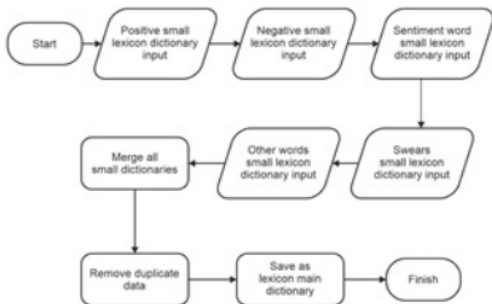 Start
Positive small
lexicon dictionary
input
Negative small
lexicon dictionary
input
Sentiment word
small lexicon
dictionary input
Swears
small lexicon
dictionary input
Other words
small lexicon
dictionary input
Merge all
small dictionaries
Remove duplicate
data
Save as
lexicon main
dictionary
Finish